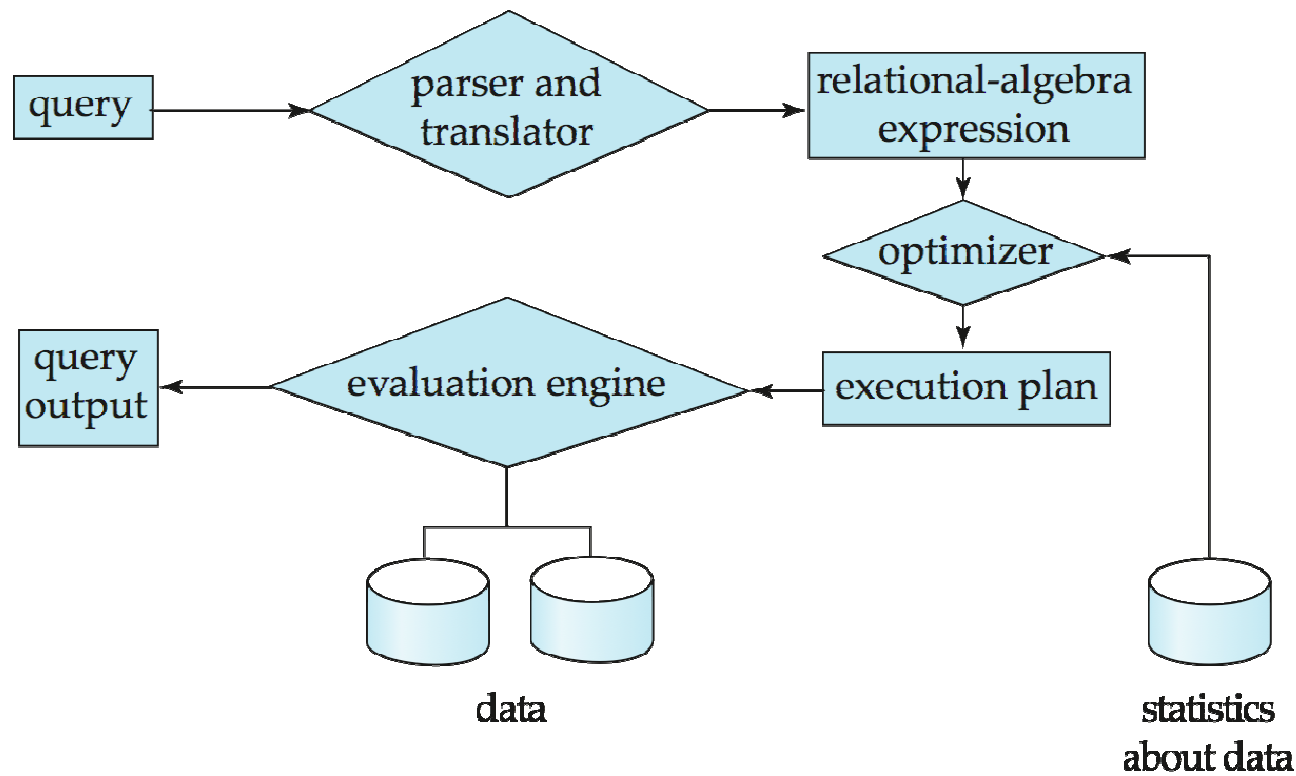 query
parser and
translator
relational-algebra
expression
optimizer
query
output
evaluation engine
execution plan
data
statistics
about data